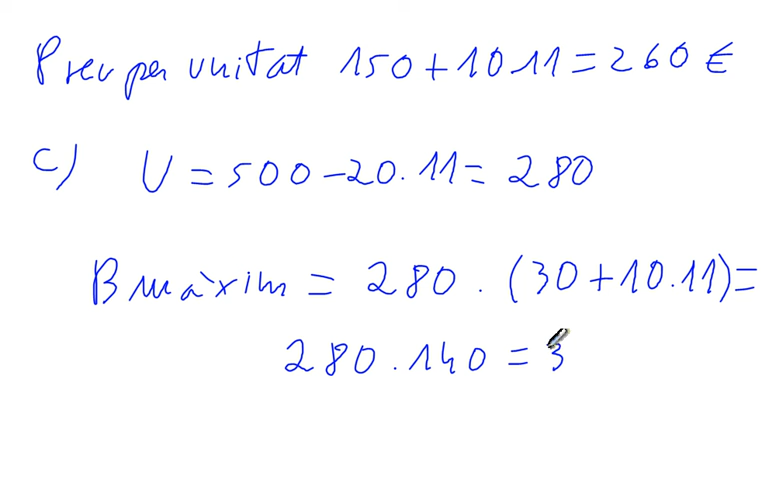 Preu per unitat 150 + 10.11 = 260 €
c) U = 500 - 20.11 = 280
B màxim = 280 . (30 + 10.11) =
280 . 140 = 3